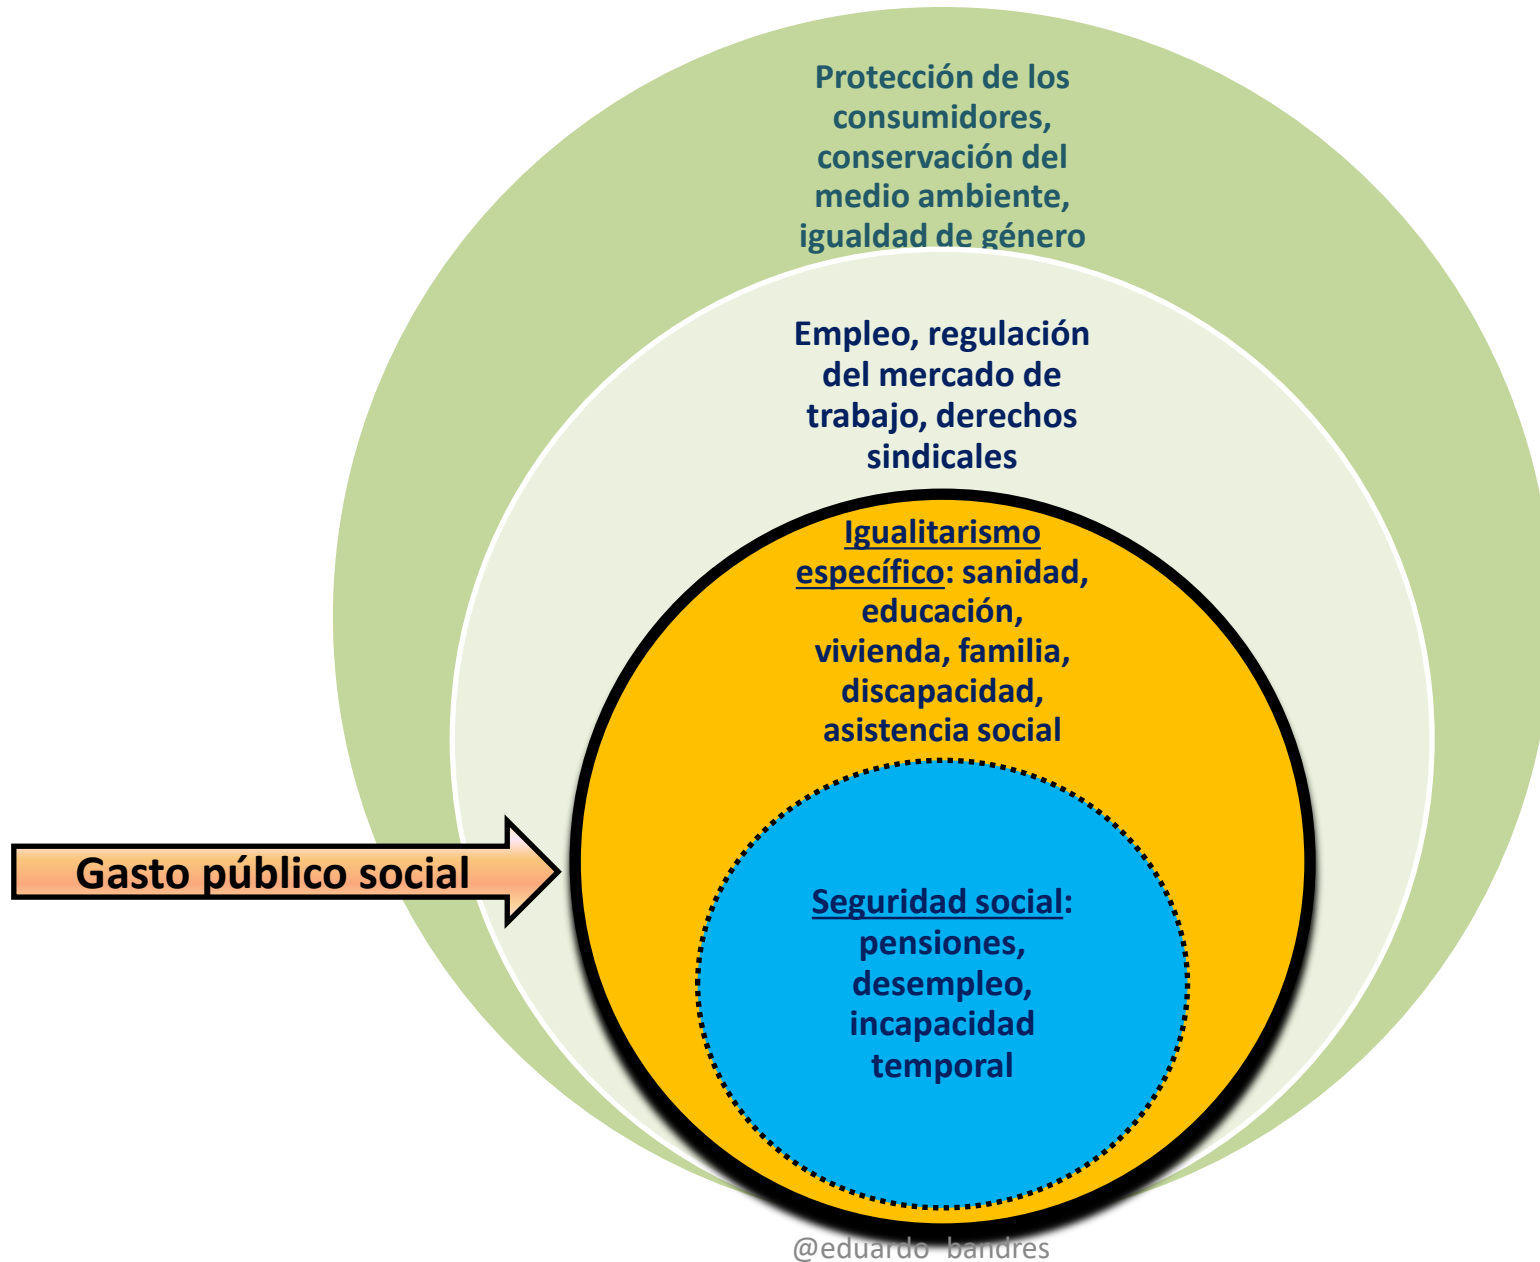 Protección de los
consumidores,
conservación del
medio ambiente,
igualdad de género
Empleo, regulación
del mercado de
trabajo, derechos
sindicales
Igualitarismo
específico: sanidad,
educación,
vivienda, familia,
discapacidad,
asistencia social
Gasto público social
Seguridad social:
pensiones,
desempleo,
incapacidad
temporal
@eduardo_bandres